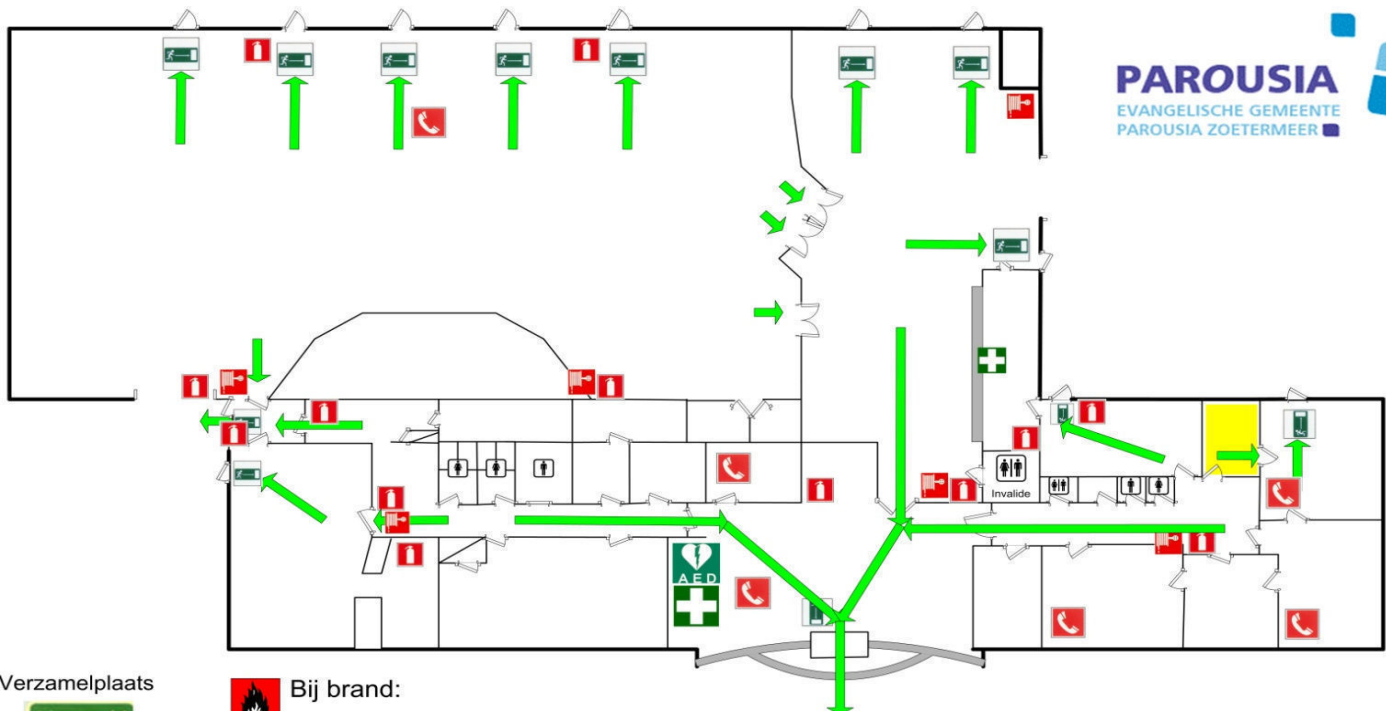 PAROUSIA
EVANGELISCHE GEMEENTE
PAROUSIA ZOETERMEER
Invalide
AED
Verzamelplaats
Bij brand: